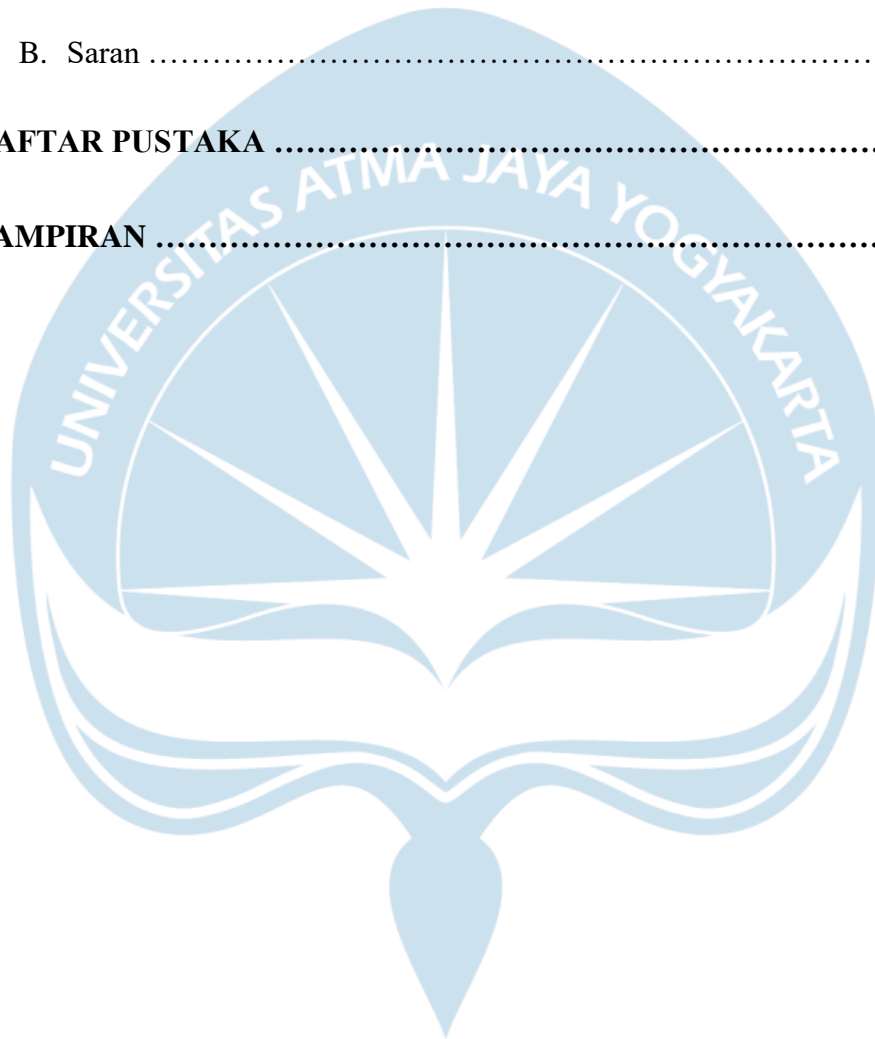 B. Saran ……………………………………………………………
AFTAR PUSTAKA ………………………………………………….
AMPIRAN …………………………………………………………….
UNIVERSITAS ATMA JAYA YOGYAKARTA